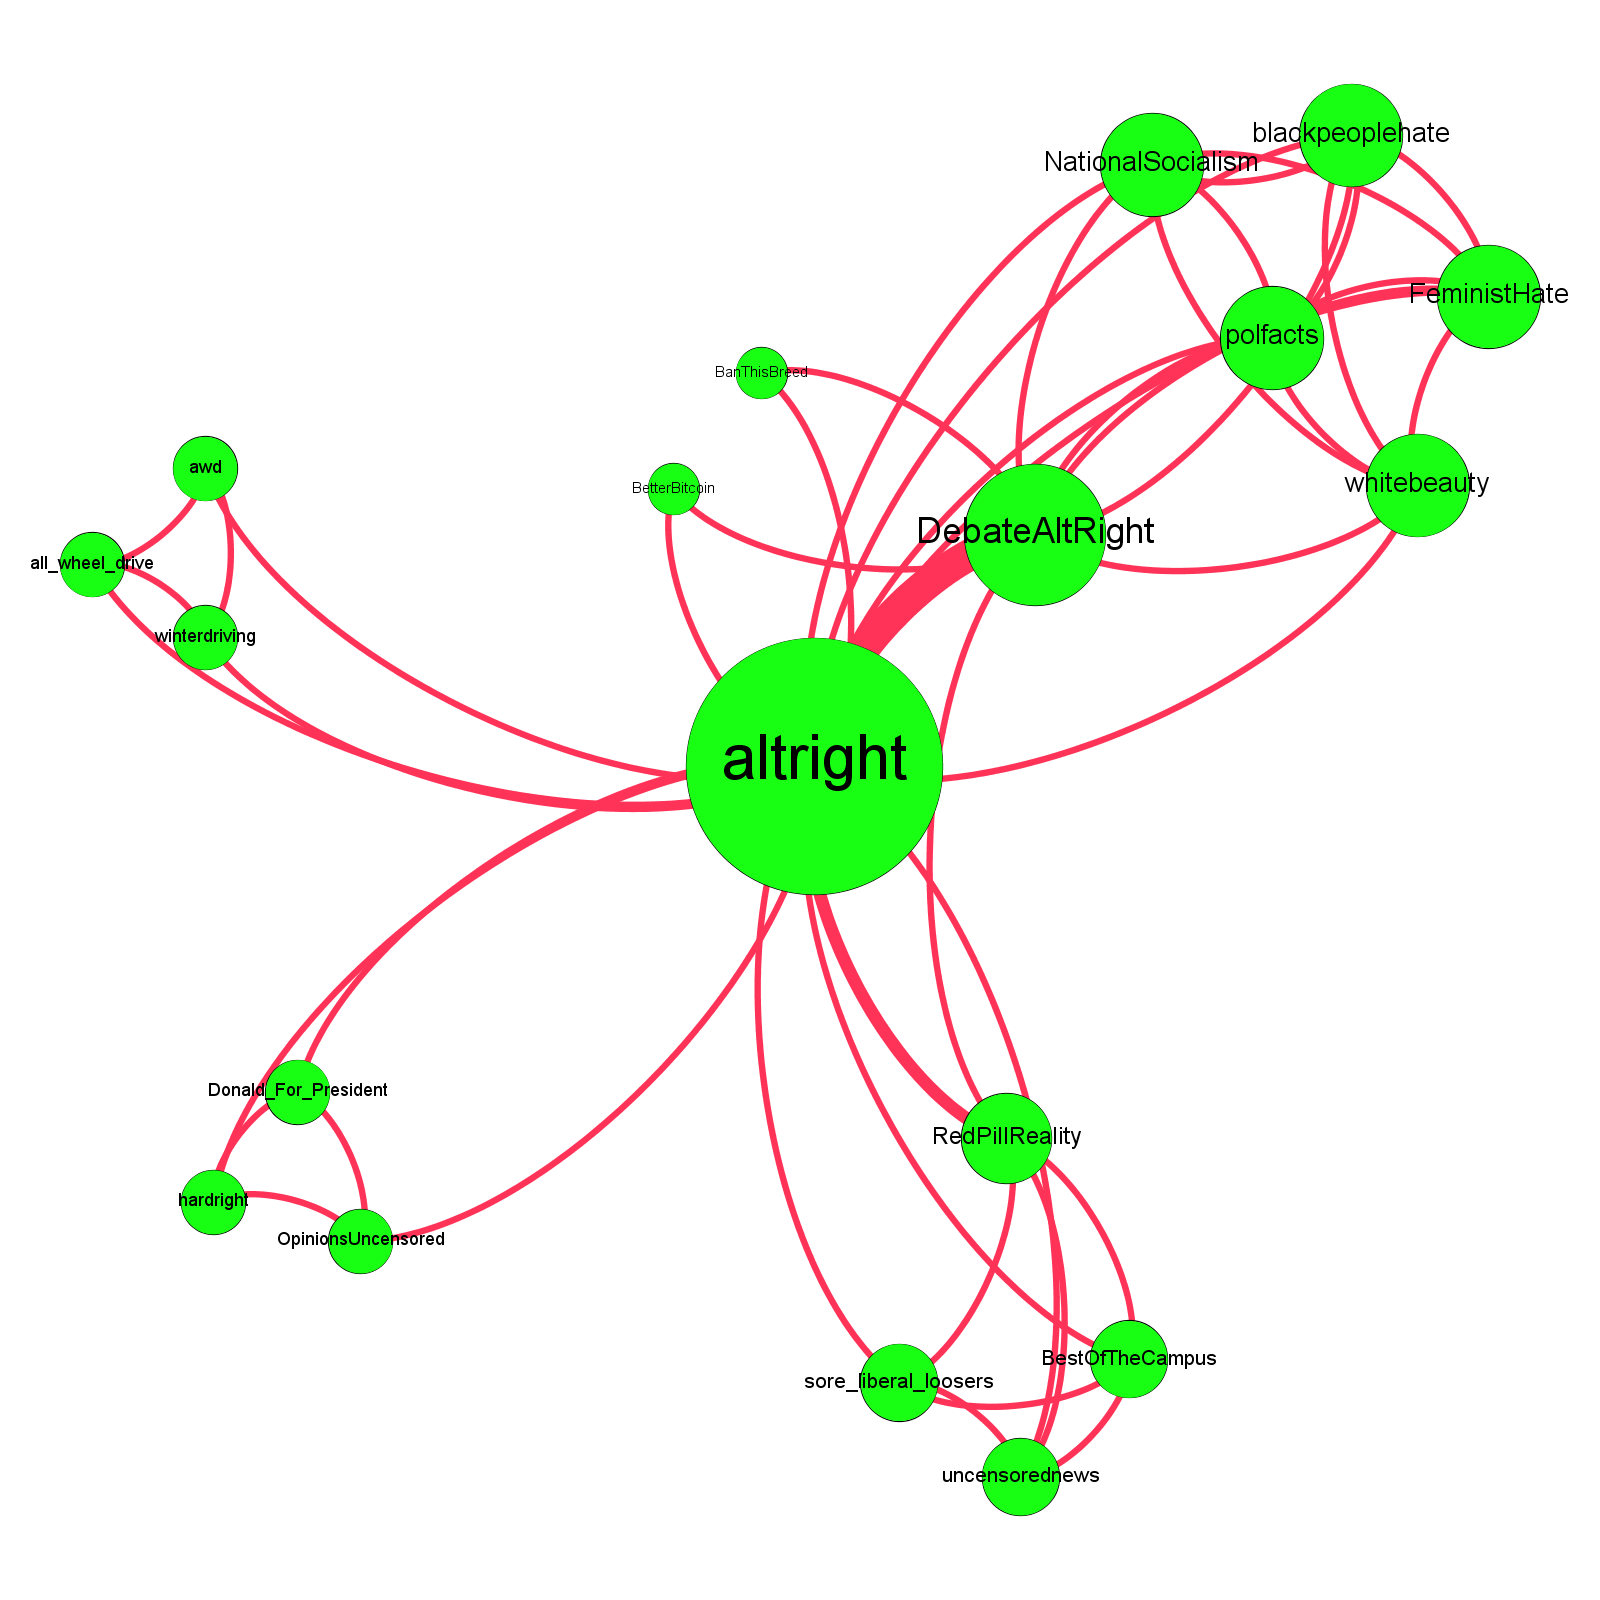 blackpeoplehate
NationalSocialism
FeministHate
polfacts
BanThisBreed
awd
BetterBitcoin
whitebeauty
DebateAltRight
all_wheel_drive
winterdriving
altright
Donald_For_President
RedPillReality
hardright
OpinionsUncensored
BestOfTheCampus
sore_liberal_loosers
uncensorednews